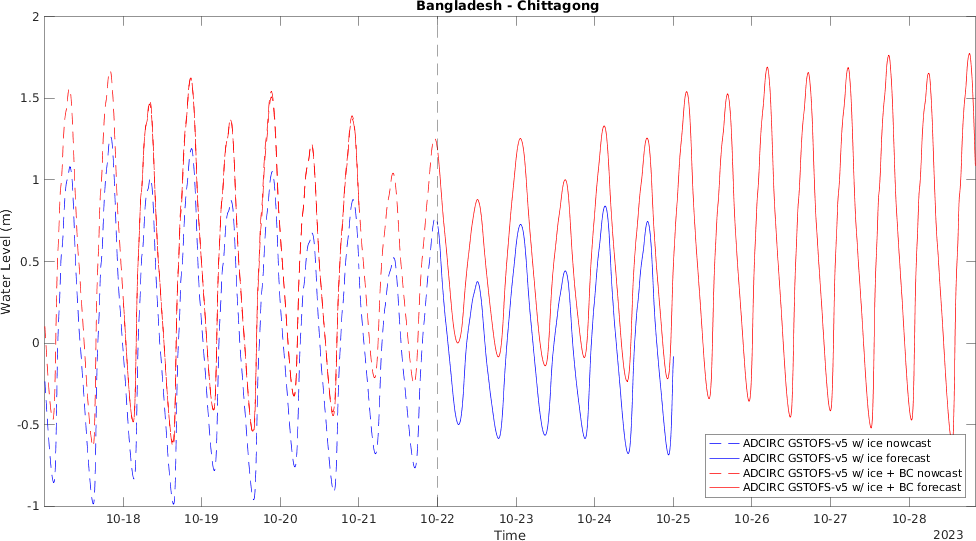 Bangladesh - Chittagong
Water Level (m)
2
1.5
1
0.5
0
-0.5
-1
10-18 10-19 10-20 10-21 10-22 10-23 10-24 10-25 10-26 10-27 10-28
Time
2023
ADCIRC GSTOFS-v5 w/ ice nowcast
ADCIRC GSTOFS-v5 w/ ice forecast
ADCIRC GSTOFS-v5 w/ ice + BC nowcast
ADCIRC GSTOFS-v5 w/ ice + BC forecast